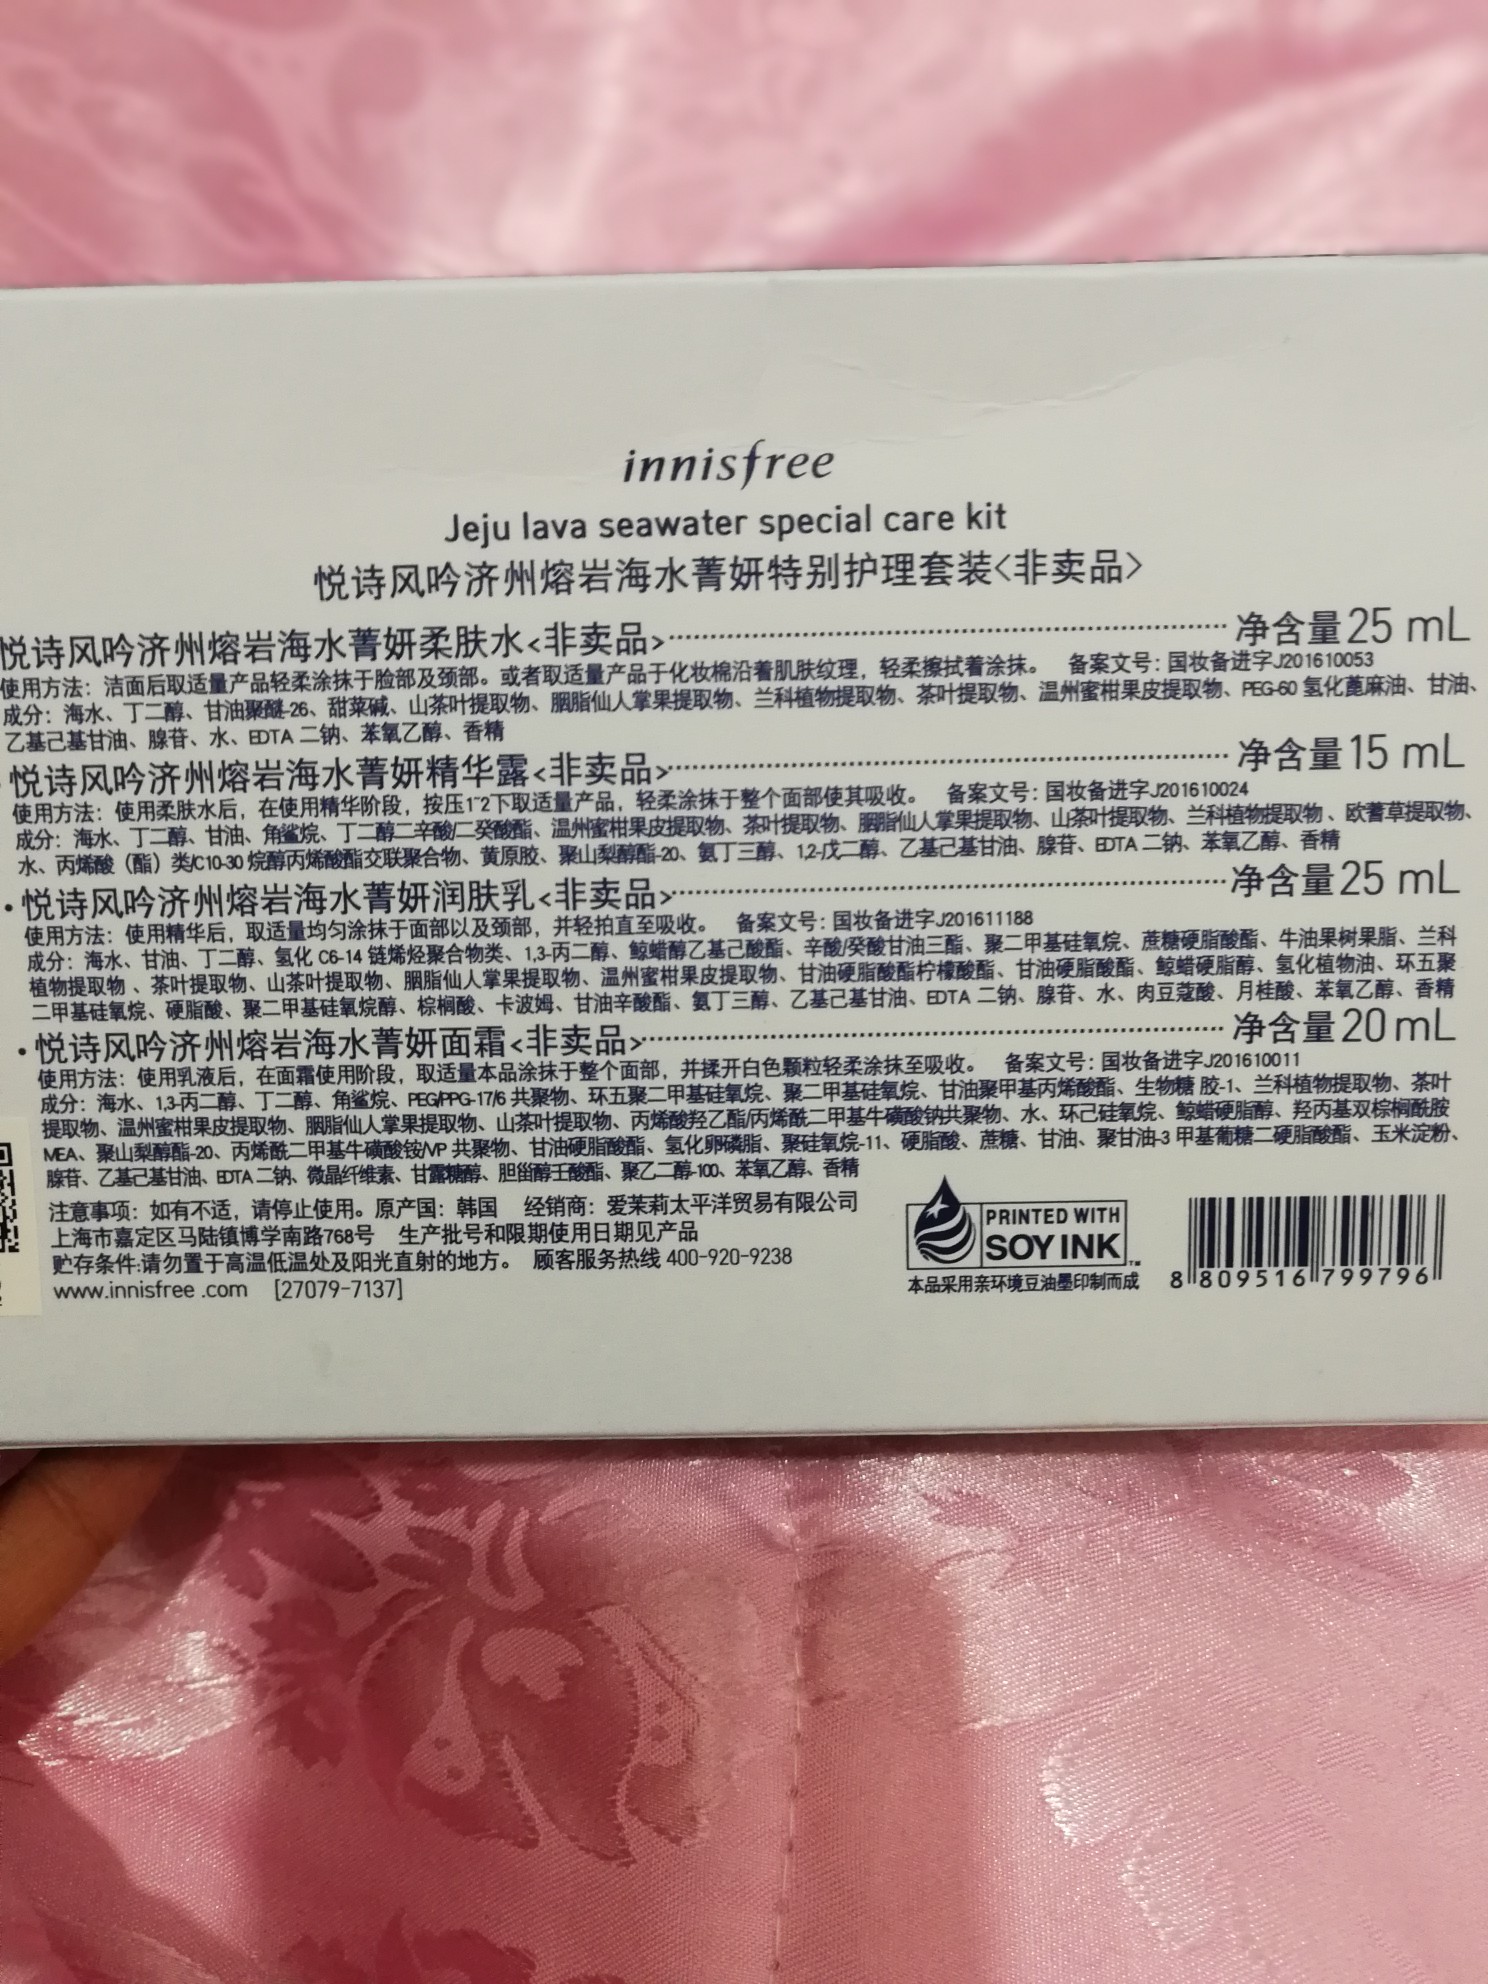 innisfree
Jeju lava seawater special care kit
悦诗风吟济州熔岩海水菁妍特别护理套装<非卖品>
悦诗风吟济州熔岩海水菁妍柔肤水<非卖品>净含量25 mL
使用方法：洁面后取适量产品轻柔涂抹于脸部及颈部。或者取适量产品于化妆棉沿着肌肤纹理，轻柔擦拭着涂抹。 备案文号：国妆备进字J201610053
成分：海水、丁二醇、甘油聚醚-26、甜菜碱、山茶叶提取物、胭脂仙人掌果提取物、兰科植物提取物、茶叶提取物、温州蜜柑果皮提取物、PEG-60 氢化蓖麻油、甘油、
乙基己基甘油、腺苷、水、EDTA 二钠、苯氧乙醇、香精
悦诗风吟济州熔岩海水菁妍精华露<非卖品>净含量15 mL
使用方法：使用柔肤水后，在使用精华阶段，按压1~2下取适量产品，轻柔涂抹于整个面部使其吸收。 备案文号：国妆备进字J201610024
成分：海水、丁二醇、甘油、角鲨烷、丁二醇二辛酸/二癸酸酯、温州蜜柑果皮提取物、茶叶提取物、胭脂仙人掌果提取物、山茶叶提取物、兰科植物提取物、欧蓍草提取物、
水、丙烯酸（酯）类/C10-30 烷醇丙烯酸酯交联聚合物、黄原胶、聚山梨醇酯-20、氨丁三醇、1,2-戊二醇、乙基己基甘油、腺苷、EDTA 二钠、苯氧乙醇、香精
·悦诗风吟济州熔岩海水菁妍润肤乳<非卖品>净含量25 mL
使用方法：使用精华后，取适量均匀涂抹于面部以及颈部，并轻拍直至吸收。 备案文号：国妆备进字J201611188
成分：海水、甘油、丁二醇、氢化 C6-14 链烯烃聚合物类、1,3-丙二醇、鲸蜡醇乙基己酸酯、辛酸/癸酸甘油三酯、聚二甲基硅氧烷、蔗糖硬脂酸酯、牛油果树果脂、兰科
植物提取物、茶叶提取物、山茶叶提取物、胭脂仙人掌果提取物、温州蜜柑果皮提取物、甘油硬脂酸酯柠檬酸酯、甘油硬脂酸酯、鲸蜡硬脂醇、氢化植物油、环五聚
二甲基硅氧烷、硬脂酸、聚二甲基硅氧烷醇、棕榈酸、卡波姆、甘油辛酸酯、氨丁三醇、乙基己基甘油、EDTA 二钠、腺苷、水、肉豆蔻酸、月桂酸、苯氧乙醇、香精
·悦诗风吟济州熔岩海水菁妍面霜<非卖品>净含量20 mL
使用方法：使用乳液后，在面霜使用阶段，取适量本品涂抹于整个面部，并揉开白色颗粒轻柔涂抹至吸收。 备案文号：国妆备进字J201610011
成分：海水、1,3-丙二醇、丁二醇、角鲨烷、PEG/PPG-17/6 共聚物、环五聚二甲基硅氧烷、聚二甲基硅氧烷、甘油聚甲基丙烯酸酯、生物糖 胶-1、兰科植物提取物、茶叶
提取物、温州蜜柑果皮提取物、胭脂仙人掌果提取物、山茶叶提取物、丙烯酸羟乙酯/丙烯酰二甲基牛磺酸钠共聚物、水、环己硅氧烷、鲸蜡硬脂醇、羟丙基双棕榈酰胺
MEA、聚山梨醇酯-20、丙烯酰二甲基牛磺酸铵/VP 共聚物、甘油硬脂酸酯、氢化卵磷脂、聚硅氧烷-11、硬脂酸、蔗糖、甘油、聚甘油-3 甲基葡糖二硬脂酸酯、玉米淀粉、
腺苷、乙基己基甘油、EDTA 二钠、微晶纤维素、甘露糖醇、胆甾醇壬酸酯、聚乙二醇-100、苯氧乙醇、香精
注意事项：如有不适，请停止使用。原产国：韩国 经销商：爱茉莉太平洋贸易有限公司
上海市嘉定区马陆镇博学南路768号 生产批号和限期使用日期见产品
贮存条件:请勿置于高温低温处及阳光直射的地方。 顾客服务热线 400-920-9238
www.innisfree .com [27079-7137]
PRINTED WITH
SOY INK
本品采用亲环境豆油墨印制而成
8 809516 799796